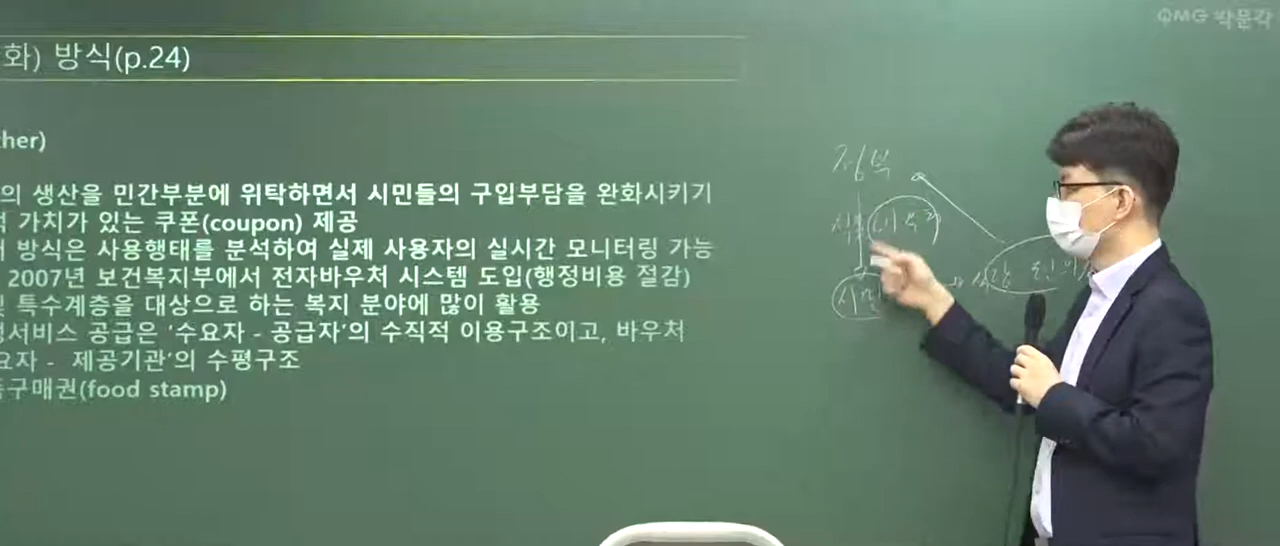 PMG 박문각
화) 방식(p.24)
cher)
의 생산을 민간부분에 위탁하면서 시민들의 구입부담을 완화시키기
가치가 있는 쿠폰(coupon) 제공
방식은 사용행태를 분석하여 실제 사용자의 실시간 모니터링 가능
2007년 보건복지부에서 전자바우처 시스템 도입(행정비용 절감)
특수계층을 대상으로 하는 복지 분야에 많이 활용
서비스 공급은 '수요자 - 공급자'의 수직적 이용구조이고, 바우처
요자 - 제공기관'의 수평구조
구매권(food stamp)
정부
시민